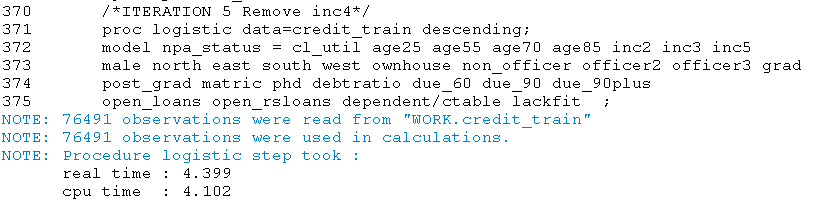 370 /*ITERATION 5 Remove inc4*/
371 proc logistic data=credit_train descending;
372 model npa_status = cl_util age25 age55 age70 age85 inc2 inc3 inc5
373 male north east south west ownhouse non_officer officer2 officer3 grad
374 post_grad matric phd debtratio due_60 due_90 due_90plus
375 open_loans open_rsloans dependent/ctable lackfit ;
NOTE: 76491 observations were read from "WORK.credit_train"
NOTE: 76491 observations were used in calculations.
NOTE: Procedure logistic step took :
real time : 4.399
cpu time : 4.102